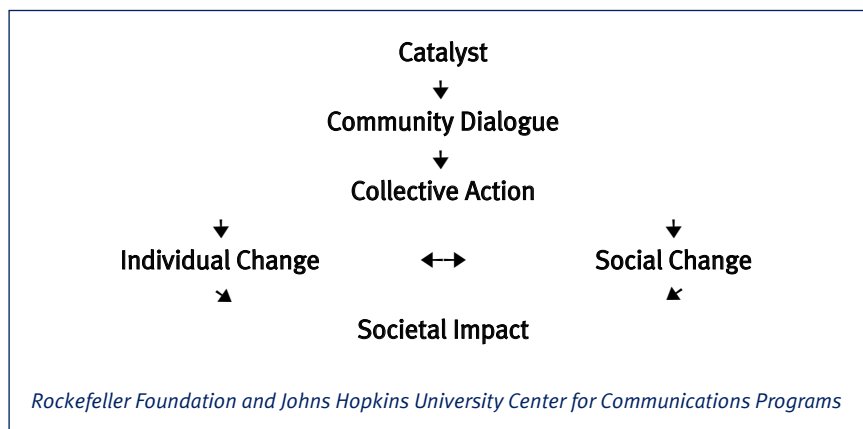 Catalyst
Community Dialogue
Collective Action
Individual Change
Social Change
Societal Impact
Rockefeller Foundation and Johns Hopkins University Center for Communications Programs